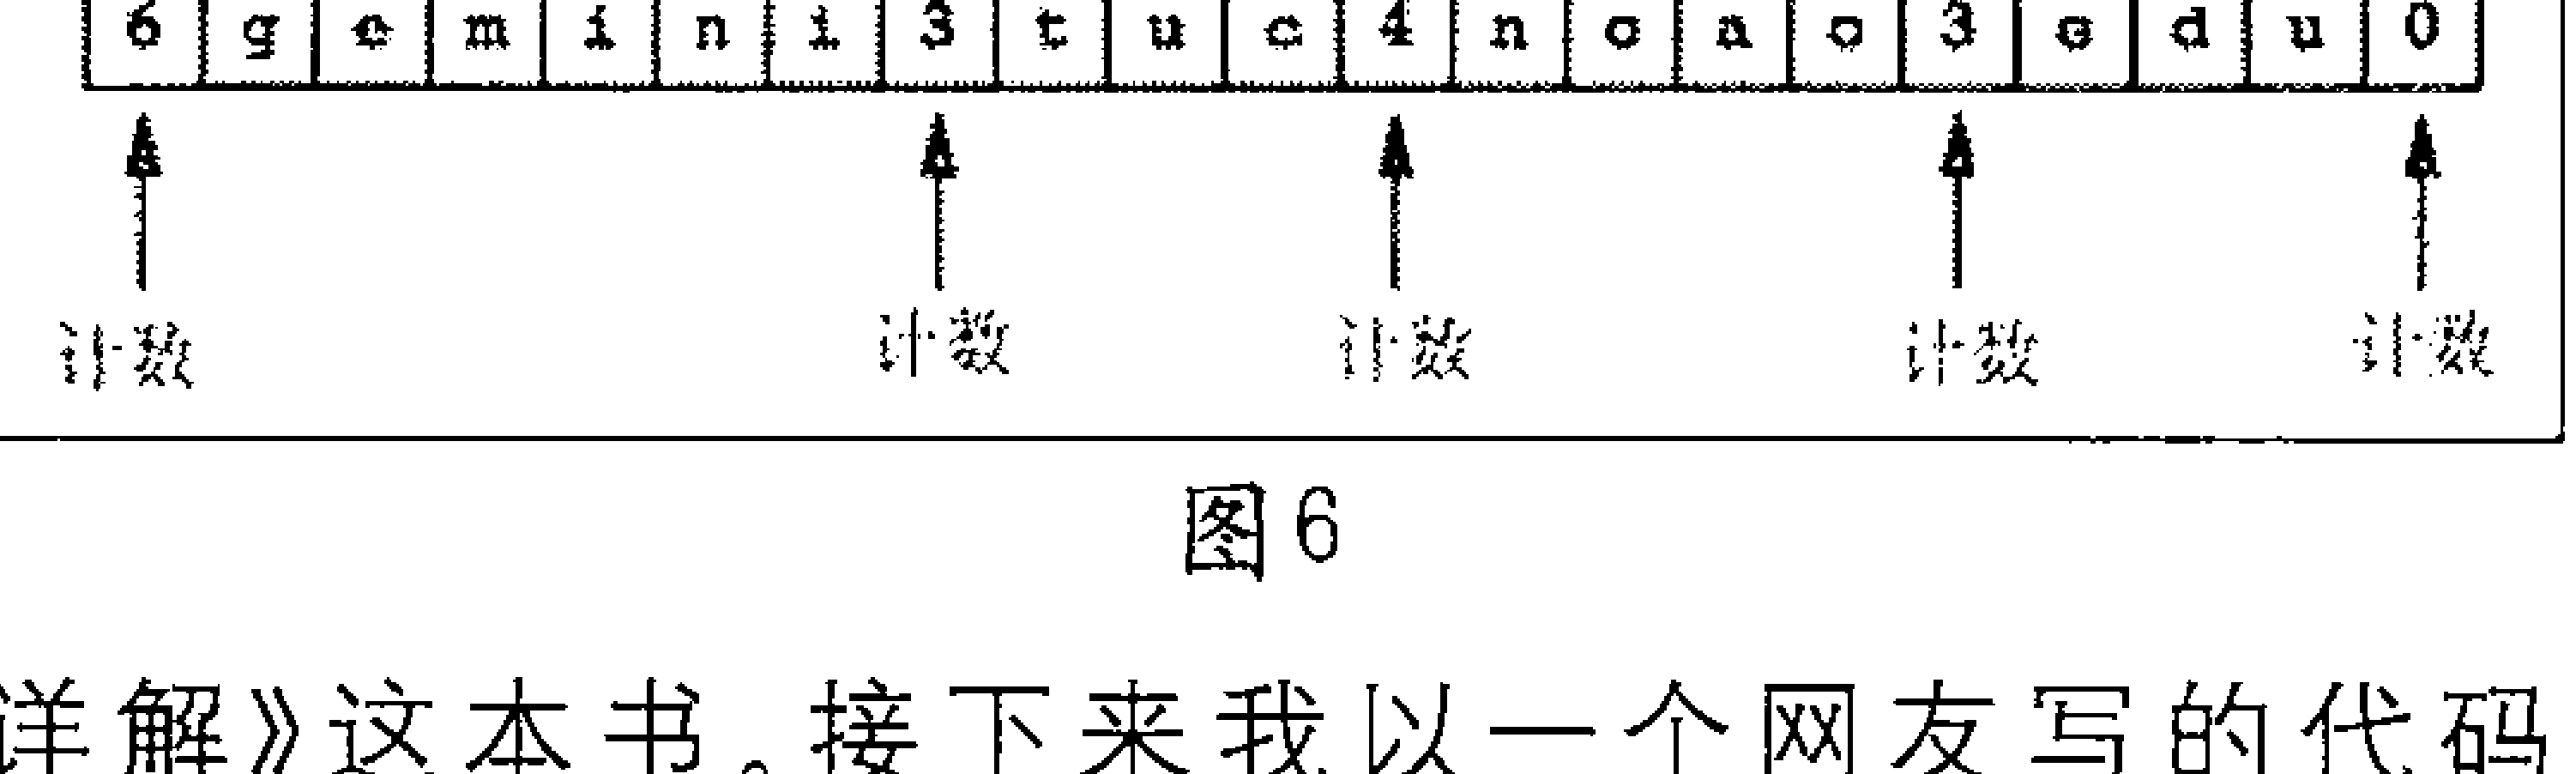 6 g e m i n i 3 t u c 4 n o a o 3 e d u 0
计数 计数 计数 计数 计数
图6
详解》这本书。接下来我以一个网友写的代码